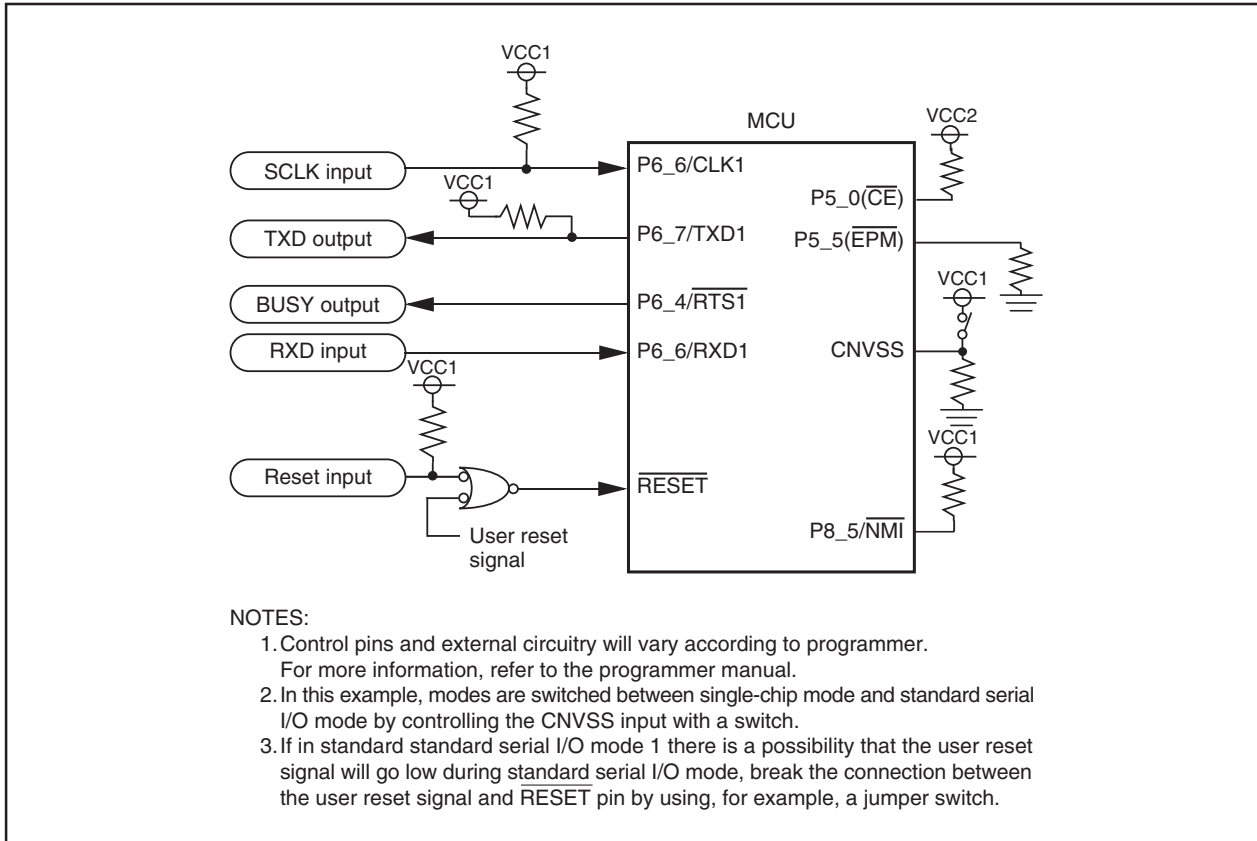 VCC1
MCU
VCC2
SCLK input
P6_6/CLK1
VCC1
P5_0(CE)
TXD output
P6_7/TXD1
P5_5(EPM)
BUSY output
P6_4/RTS1
VCC1
RXD input
P6_6/RXD1
CNVSS
VCC1
VCC1
Reset input
RESET
User reset
signal
P8_5/NMI
NOTES:
1. Control pins and external circuitry will vary according to programmer.
For more information, refer to the programmer manual.
2. In this example, modes are switched between single-chip mode and standard serial
I/O mode by controlling the CNVSS input with a switch.
3. If in standard standard serial I/O mode 1 there is a possibility that the user reset
signal will go low during standard serial I/O mode, break the connection between
the user reset signal and RESET pin by using, for example, a jumper switch.